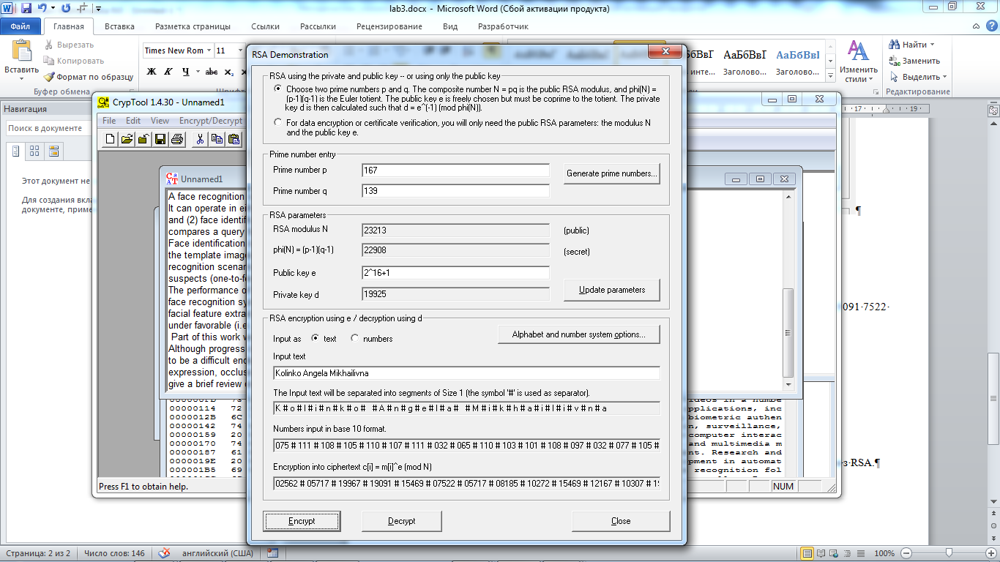 lab3.docx - Microsoft Word (Сбой активации продукта)
Файл Главная Вставка Разметка страницы Ссылки Рассылки Рецензирование Вид Разработчик
Вставить
Вырезать
Копировать
Формат по образцу
Буфер обмена
Times New Rom 11
Ж К Ч abc x₂
АаБбВвІ АаБбВвІ АаБбВвІ
Заголово... Заголово...
Изменить стили
Стили
Найти
Заменить
Выделить
Редактирование
Навигация
Поиск в документе
Этот документ не
Для создания вкла
документе, приме
17 18 19
CrypTool 1.4.30 - Unnamed1
File Edit View Encrypt/Decrypt
Unnamed1
A face recognition
It can operate in ei
and (2) face identif
compares a query
Face identification
the template imag
recognition scenar
suspects (one-to-f
The performance o
face recognition sy
facial feature extra
under favorable (i.e
Part of this work w
Although progress
to be a difficult enc
expression, occlus
give a brief review
00000114 72
0000012B 6C
00000142 74
00000159 20
00000170 74
00000187 61
0000019E 20
000001B5 69
ideos in a numbe
pplications, inc
biometric authen
n, surveillance,
computer interac
and multimedia m
nt. Research and
pment in automat
recognition fol
Press F1 to obtain help.
NUM
RSA Demonstration
RSA using the private and public key -- or using only the public key
Choose two prime numbers p and q. The composite number N = pq is the public RSA modulus, and phi(N) =
(p-1)(q-1) is the Euler totient. The public key e is freely chosen but must be coprime to the totient. The private
key d is then calculated such that d = e^(-1) (mod phi(N)).
For data encryption or certificate verification, you will only need the public RSA parameters: the modulus N
and the public key e.
Prime number entry
Prime number p 167 Generate prime numbers...
Prime number q 139
RSA parameters
RSA modulus N 23213 (public)
phi(N) = (p-1)(q-1) 22908 (secret)
Public key e 2^16+1
Private key d 19925 Update parameters
RSA encryption using e / decryption using d
Input as text numbers Alphabet and number system options...
Input text
Kolinko Angela Mikhailivna
The Input text will be separated into segments of Size 1 (the symbol '#' is used as separator).
K # o # l # i # n # k # o # # A # n # g # e # l # a # # M # i # k # h # a # i # l # i # v # n # a
Numbers input in base 10 format.
075 # 111 # 108 # 105 # 110 # 107 # 111 # 032 # 065 # 110 # 103 # 101 # 108 # 097 # 032 # 077 # 105 #
Encryption into ciphertext c[i] = m[i]^e (mod N)
02562 # 05717 # 19967 # 19091 # 15469 # 07522 # 05717 # 08185 # 10272 # 15469 # 12167 # 10307 # 19
Encrypt Decrypt Close
091·7522·
з·RSA.¶
Страница: 2 из 2 Число слов: 146 английский (США) 100%